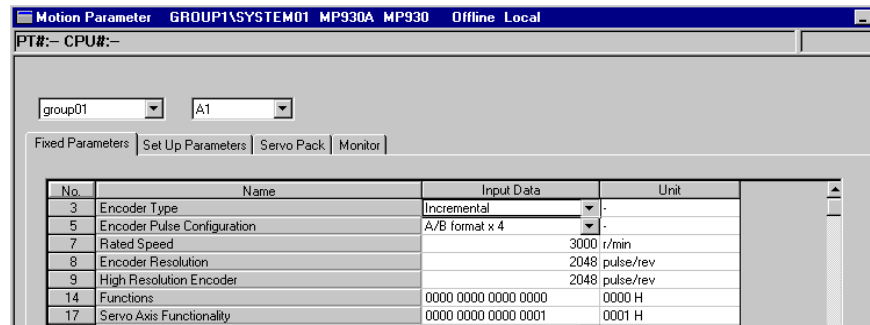 Motion Parameter GROUP1\SYSTEM01 MP930A MP930 Offline Local
PT#:– CPU#:–
group01 A1
Fixed Parameters Set Up Parameters Servo Pack Monitor
No. Name Input Data Unit
3 Encoder Type Incremental -
5 Encoder Pulse Configuration A/B format x 4 -
7 Rated Speed 3000 r/min
8 Encoder Resolution 2048 pulse/rev
9 High Resolution Encoder 2048 pulse/rev
14 Functions 0000 0000 0000 0000 0000 H
17 Servo Axis Functionality 0000 0000 0000 0001 0001 H